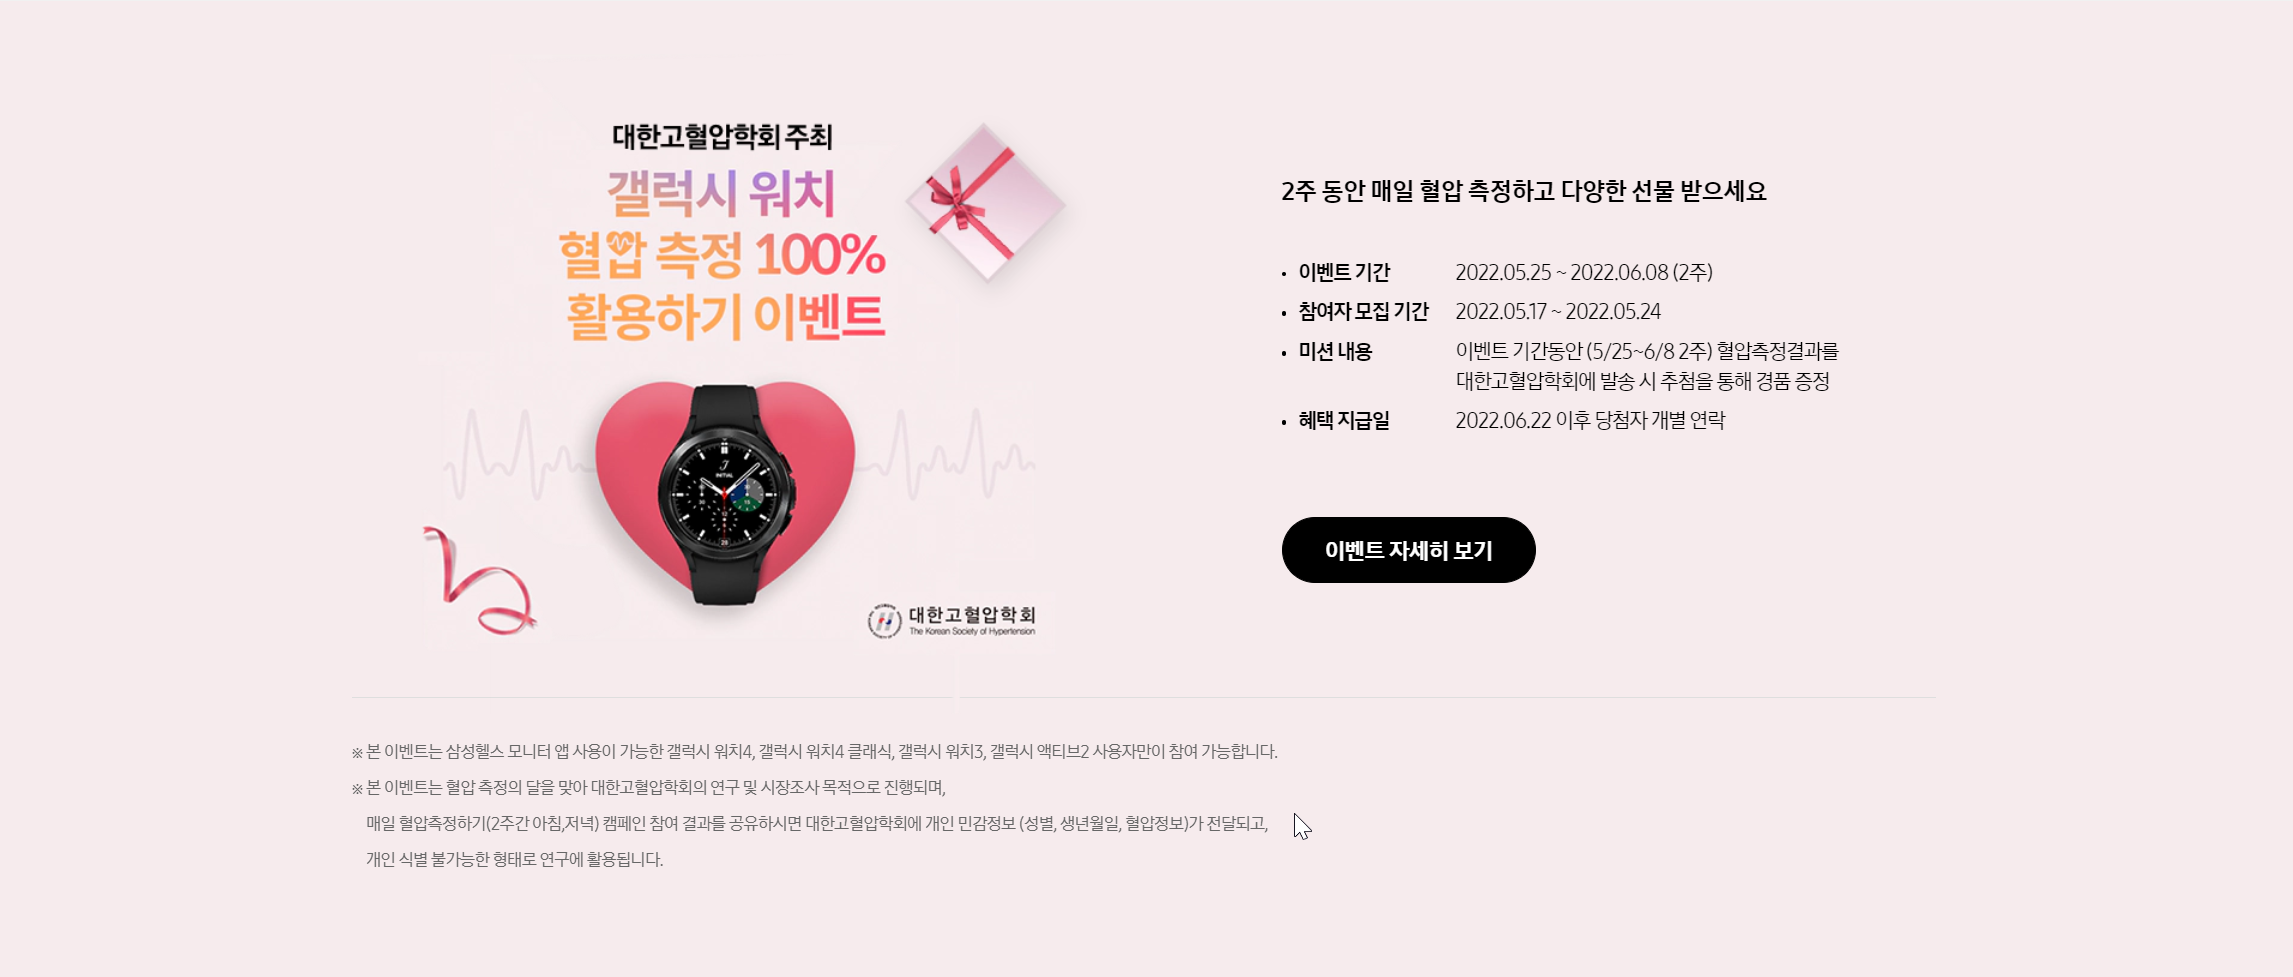 대한고혈압학회 주최
갤럭시 워치
혈압 측정 100%
활용하기 이벤트
INITIAL
대한고혈압학회
The Korean Society of Hypertension
2주 동안 매일 혈압 측정하고 다양한 선물 받으세요
• 이벤트 기간 2022.05.25 ~ 2022.06.08 (2주)
• 참여자 모집 기간 2022.05.17 ~ 2022.05.24
• 미션 내용 이벤트 기간동안 (5/25~6/8 2주) 혈압측정결과를
대한고혈압학회에 발송 시 추첨을 통해 경품 증정
• 혜택 지급일 2022.06.22 이후 당첨자 개별 연락
이벤트 자세히 보기
※ 본 이벤트는 삼성헬스 모니터 앱 사용이 가능한 갤럭시 워치4, 갤럭시 워치4 클래식, 갤럭시 워치3, 갤럭시 액티브2 사용자만이 참여 가능합니다.
※ 본 이벤트는 혈압 측정의 달을 맞아 대한고혈압학회의 연구 및 시장조사 목적으로 진행되며,
매일 혈압측정하기(2주간 아침,저녁) 캠페인 참여 결과를 공유하시면 대한고혈압학회에 개인 민감정보 (성별, 생년월일, 혈압정보)가 전달되고,
개인 식별 불가능한 형태로 연구에 활용됩니다.